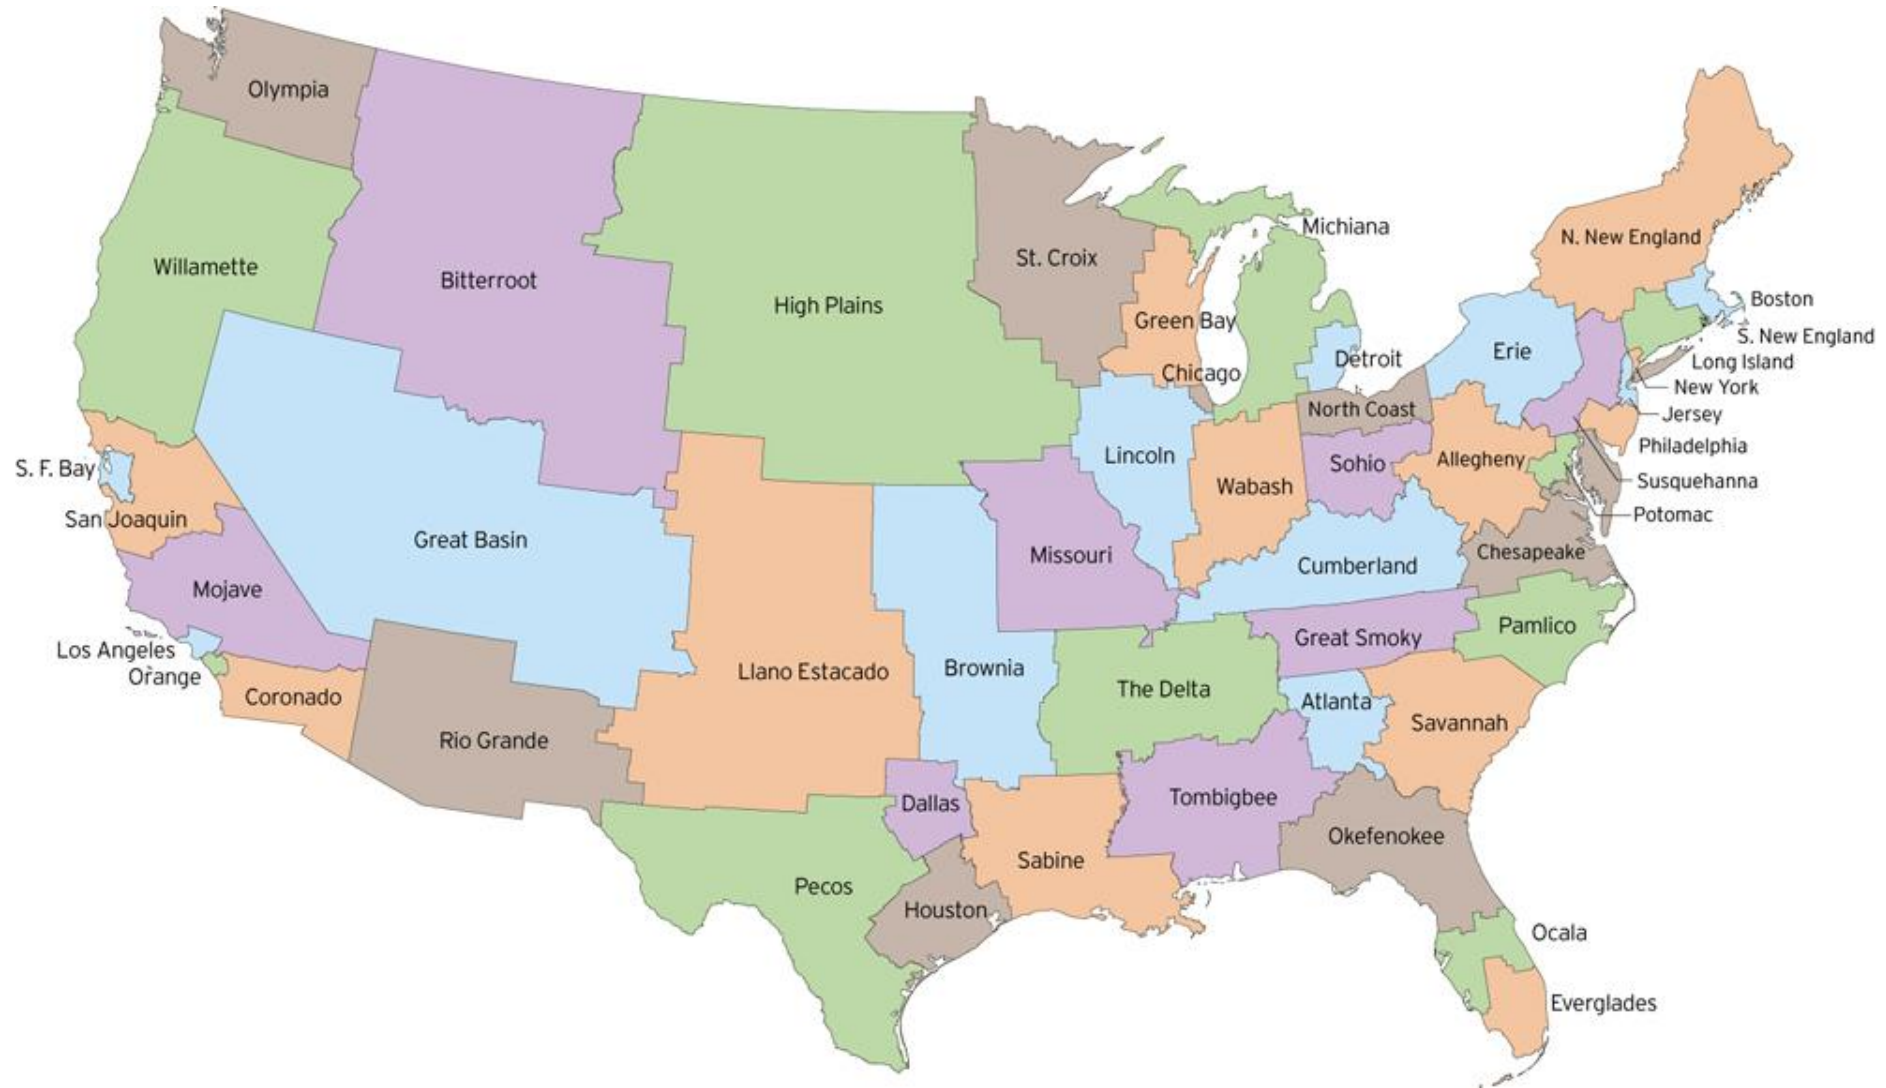 Olympia
Willamette
Bitterroot
High Plains
St. Croix
Michiana
N. New England
Boston
S. New England
Long Island
New York
Jersey
Philadelphia
Susquehanna
Potomac
Green Bay
Chicago
Detroit
Erie
North Coast
Lincoln
Wabash
Sohio
Allegheny
S. F. Bay
San Joaquin
Great Basin
Missouri
Cumberland
Chesapeake
Mojave
Los Angeles
Orange
Coronado
Rio Grande
Llano Estacado
Brownia
The Delta
Great Smoky
Pamlico
Atlanta
Savannah
Dallas
Tombigbee
Okefenokee
Sabine
Pecos
Houston
Ocala
Everglades